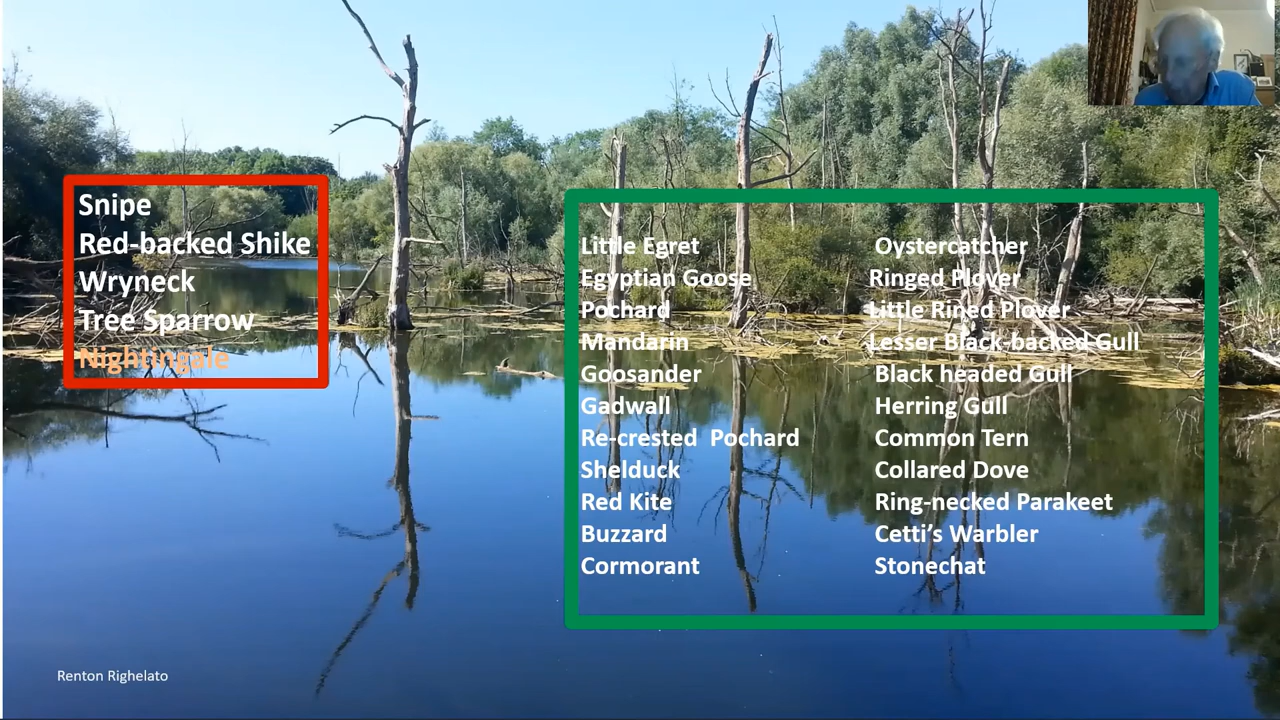 Snipe
Red-backed Shike
Wryneck
Tree Sparrow
Nightingale
Little Egret
Egyptian Goose
Pochard
Mandarin
Goosander
Gadwall
Re-crested Pochard
Shelduck
Red Kite
Buzzard
Cormorant
Oystercatcher
Ringed Plover
Little Rined Plover
Lesser Black-backed Gull
Black headed Gull
Herring Gull
Common Tern
Collared Dove
Ring-necked Parakeet
Cetti’s Warbler
Stonechat
Renton Righelato